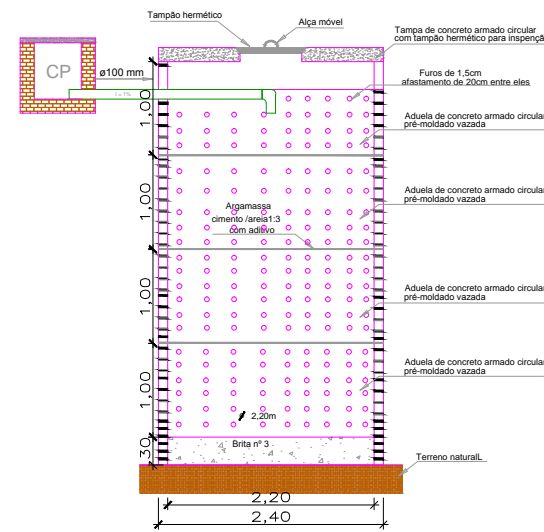 Tampão hermético
Alça móvel
Tampa de concreto armado circular
com tampão hermético para inspençã
CP
ø100 mm
i = 1%
Furos de 1,5cm
afastamento de 20cm entre eles
1,00
Aduela de concreto armado circular
pré-moldado vazada
1,00
Aduela de concreto armado circular
pré-moldado vazada
Argamassa
cimento /areia1:3
com aditivo
1,00
Aduela de concreto armado circular
pré-moldado vazada
1,00
Aduela de concreto armado circular
pré-moldado vazada
2,20m
30
Brita nº 3
Terreno naturalL
2,20
2,40